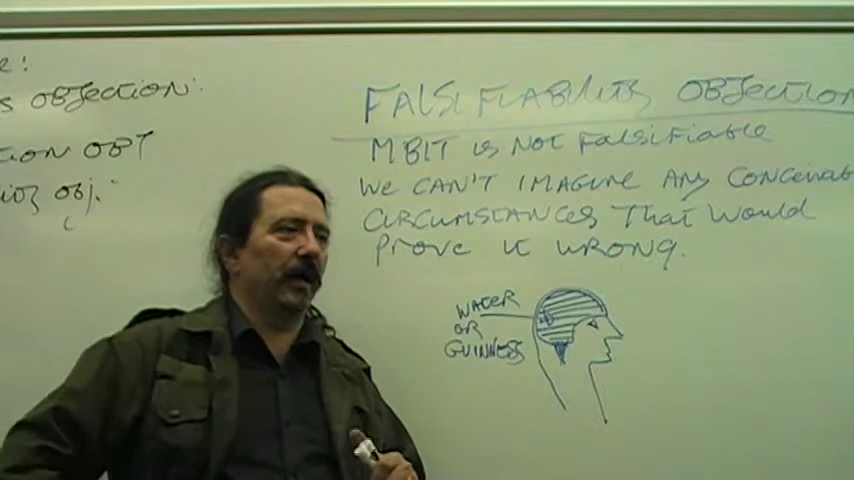 e:
s OBJECTION:
TION OBJ
obj.
FALSIFIABILITY OBJECTION
MBIT is NOT Falsifiable
WE CAN'T IMAGINE ANY CONCEIVAB
CIRCUMSTANCES That Would
Prove it WRONG.
WATER
OR
GUINNESS